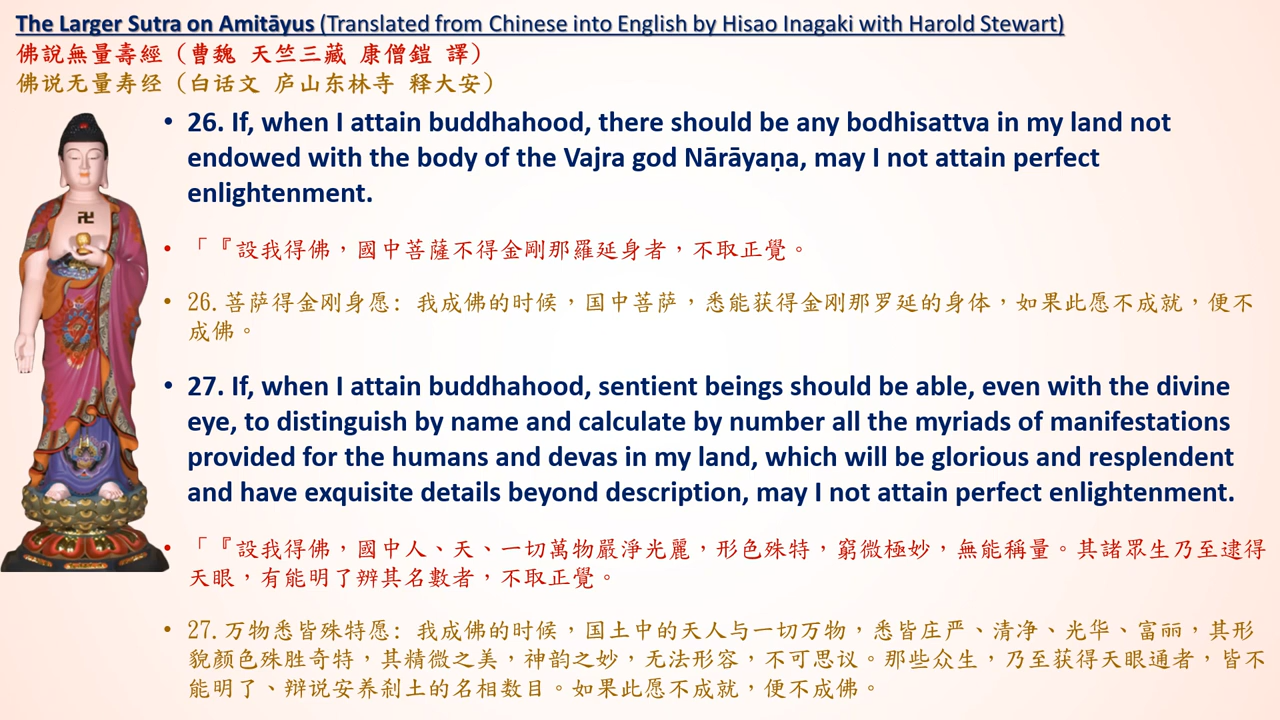 The Larger Sutra on Amitāyus (Translated from Chinese into English by Hisao Inagaki with Harold Stewart)
佛說無量壽經（曹魏 天竺三藏 康僧鎧 譯）
佛说无量寿经（白话文 庐山东林寺 释大安）
• 26. If, when I attain buddhahood, there should be any bodhisattva in my land not
endowed with the body of the Vajra god Nārāyaṇa, may I not attain perfect
enlightenment.
• 「『設我得佛，國中菩薩不得金剛那羅延身者，不取正覺。
• 26.菩萨得金刚身愿: 我成佛的时候，国中菩萨，悉能获得金刚那罗延的身体，如果此愿不成就，便不
成佛。
• 27. If, when I attain buddhahood, sentient beings should be able, even with the divine
eye, to distinguish by name and calculate by number all the myriads of manifestations
provided for the humans and devas in my land, which will be glorious and resplendent
and have exquisite details beyond description, may I not attain perfect enlightenment.
• 「『設我得佛，國中人、天、一切萬物嚴淨光麗，形色殊特，窮微極妙，無能稱量。其諸眾生乃至逮得
天眼，有能明了辨其名數者，不取正覺。
• 27.万物悉皆殊特愿: 我成佛的时候，国土中的天人与一切万物，悉皆庄严、清净、光华、富丽，其形
貌颜色殊胜奇特，其精微之美，神韵之妙，无法形容，不可思议。那些众生，乃至获得天眼通者，皆不
能明了、辩说安养刹土的名相数目。如果此愿不成就，便不成佛。
卍